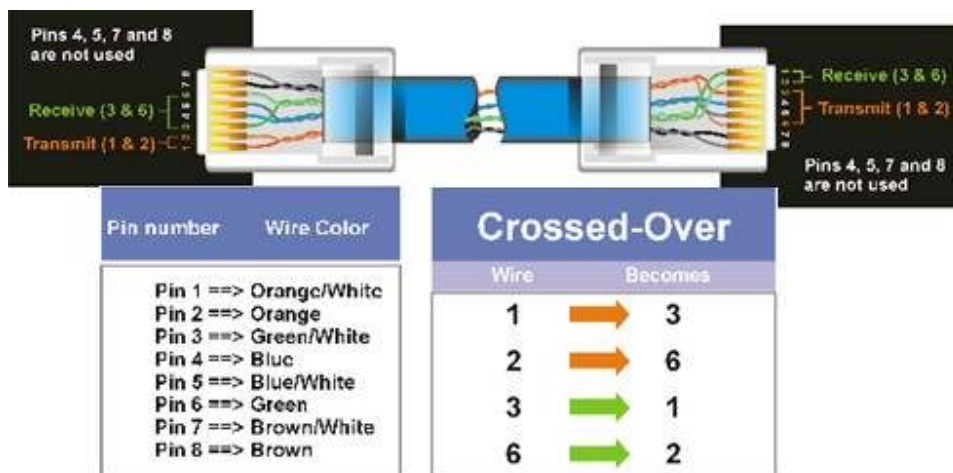 Pins 4, 5, 7 and 8
are not used
Receive (3 & 6)
Transmit (1 & 2)
Receive (3 & 6)
Transmit (1 & 2)
Pins 4, 5, 7 and 8
are not used
Pin number Wire Color
Pin 1 ==> Orange/White
Pin 2 ==> Orange
Pin 3 ==> Green/White
Pin 4 ==> Blue
Pin 5 ==> Blue/White
Pin 6 ==> Green
Pin 7 ==> Brown/White
Pin 8 ==> Brown
Crossed-Over
Wire Becomes
1 3
2 6
3 1
6 2